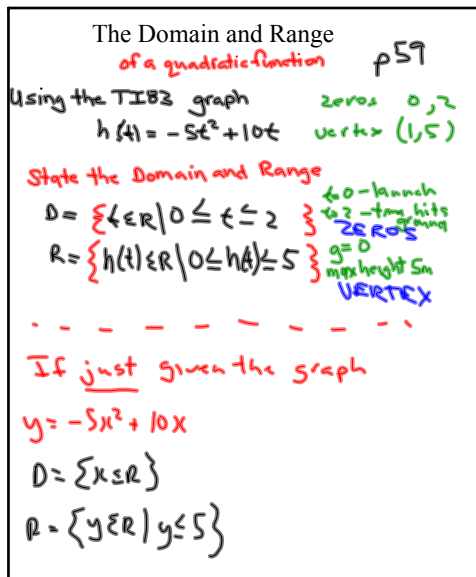 The Domain and Range
of a quadratic function
p59
Using the TI83 graph
zeros 0,2
h(t) = -5t² + 10t
vertex (1,5)
State the Domain and Range
D = {t ∈ R | 0 ≤ t ≤ 2}
t=0 - launch
t=2 - hits ground
ZEROS
R = {h(t) ∈ R | 0 ≤ h(t) ≤ 5}
g = 0
max height 5m
VERTEX
If just given the graph
y = -5x² + 10x
D = {x ∈ R}
R = {y ∈ R | y ≤ 5}